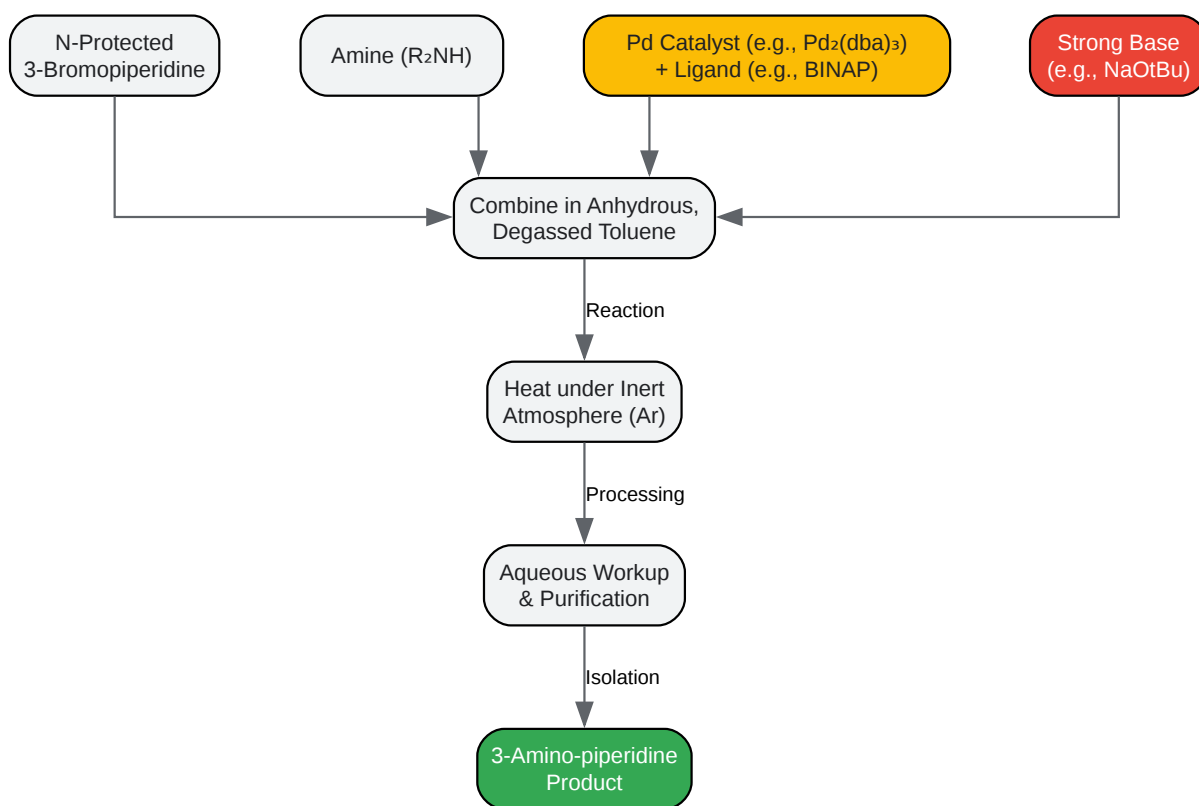 N-Protected
3-Bromopiperidine
Amine (R₂NH)
Pd Catalyst (e.g., Pd₂(dba)₃)
+ Ligand (e.g., BINAP)
Strong Base
(e.g., NaOtBu)
Combine in Anhydrous,
Degassed Toluene
Reaction
Heat under Inert
Atmosphere (Ar)
Processing
Aqueous Workup
& Purification
Isolation
3-Amino-piperidine
Product